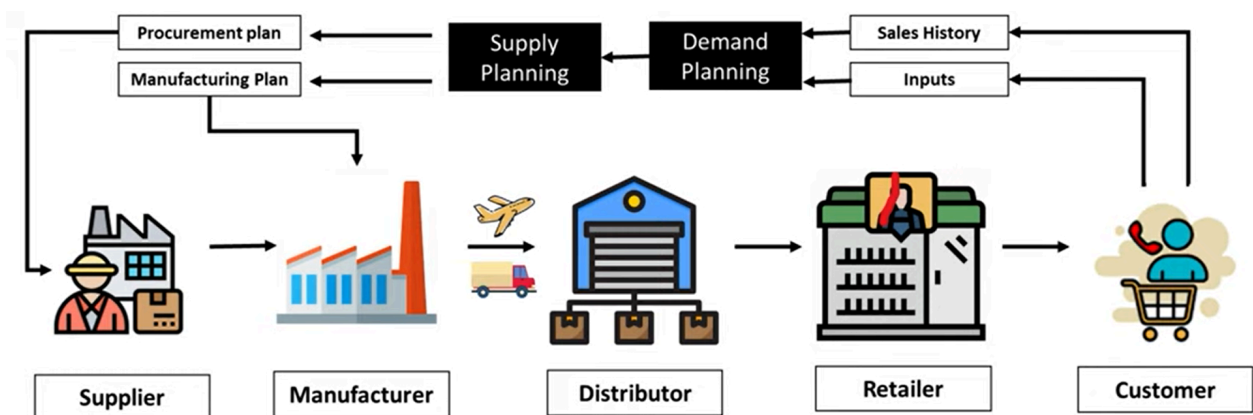 Procurement plan
Manufacturing Plan
Supply
Planning
Demand
Planning
Sales History
Inputs
Supplier
Manufacturer
Distributor
Retailer
Customer